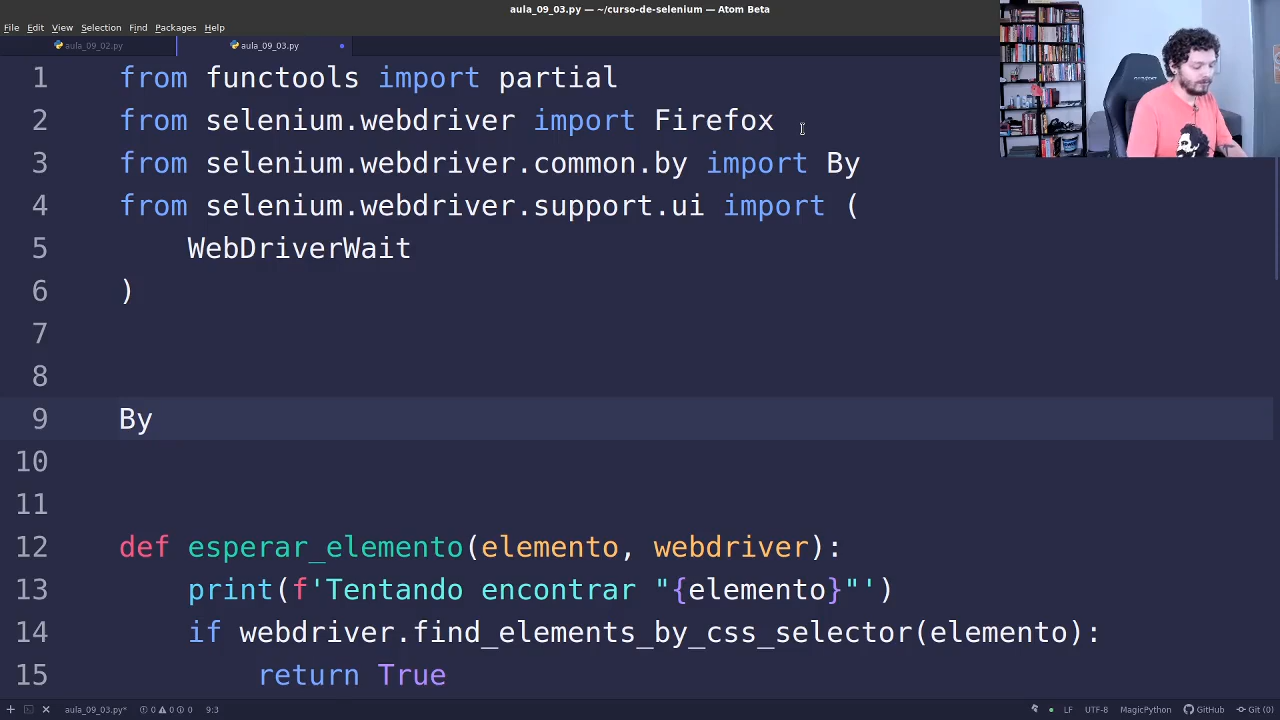 aula_09_03.py — ~/curso-de-selenium — Atom Beta
File Edit View Selection Find Packages Help
aula_09_02.py aula_09_03.py
1 from functools import partial
2 from selenium.webdriver import Firefox
3 from selenium.webdriver.common.by import By
4 from selenium.webdriver.support.ui import (
5 WebDriverWait
6 )
7
8
9 By
10
11
12 def esperar_elemento(elemento, webdriver):
13 print(f'Tentando encontrar "{elemento}"')
14 if webdriver.find_elements_by_css_selector(elemento):
15 return True
aula_09_03.py* 0 0 0 9:3 LF UTF-8 MagicPython GitHub Git (0)